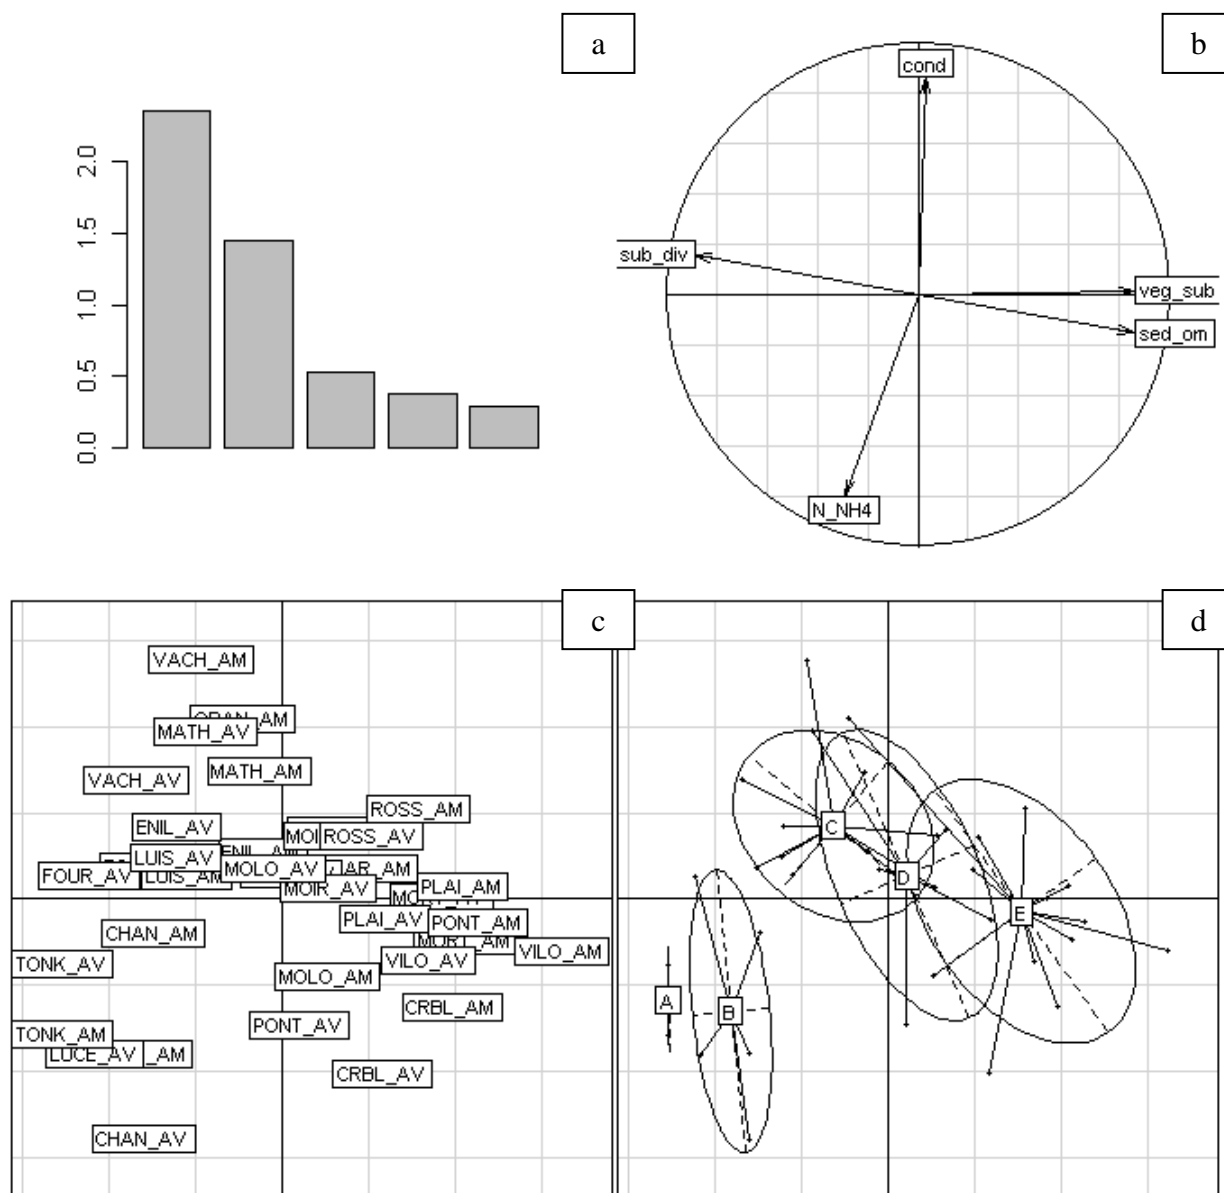 a
b
2.0
1.5
1.0
0.5
0.0
cond
sub_div
veg_sub
sed_om
N_NH4
c
d
VACH_AM
MATH_AV
VACH_AV
MATH_AM
ROSS_AM
ENIL_AV
ROSS_AV
LUIS_AV
MOLO_AV
FOUR_AV
LUIS_AM
MOIR_AV
PLAI_AM
PLAI_AV
PONT_AM
CHAN_AM
VILO_AM
VILO_AV
TONK_AV
MOLO_AM
CRBL_AM
PONT_AV
TONK_AM
LUCE_AV
_AM
CRBL_AV
CHAN_AV
C
D
E
A
B